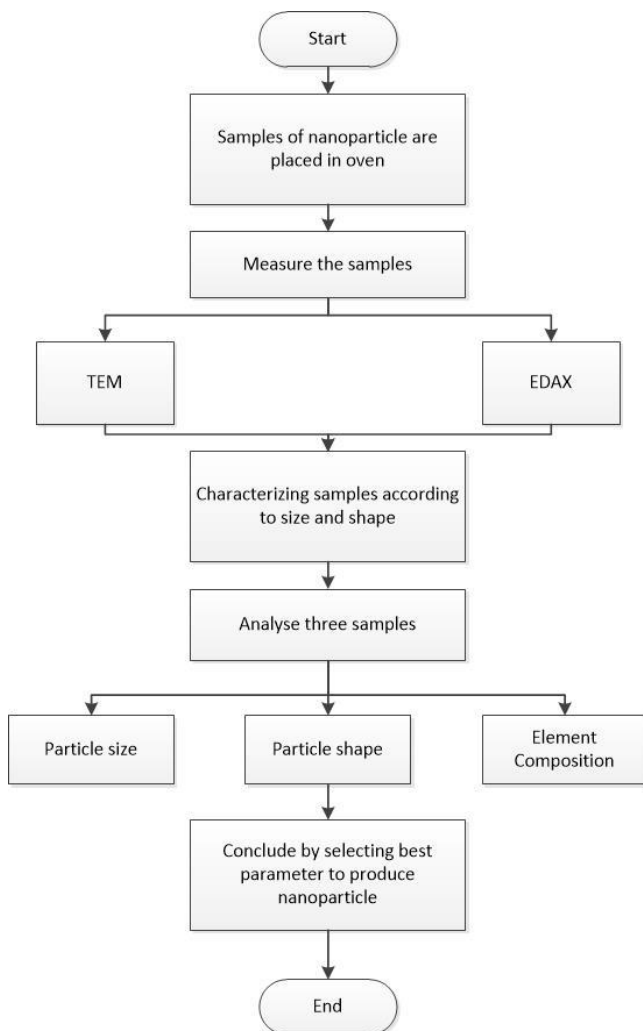 Start
Samples of nanoparticle are
placed in oven
Measure the samples
TEM
EDAX
Characterizing samples according
to size and shape
Analyse three samples
Particle size
Particle shape
Element
Composition
Conclude by selecting best
parameter to produce
nanoparticle
End